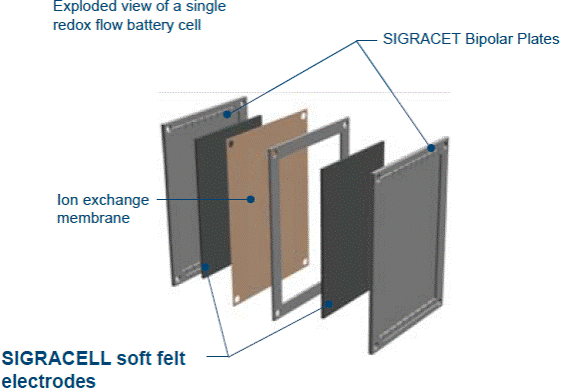 Exploded view of a single
redox flow battery cell
SIGRACET Bipolar Plates
Ion exchange
membrane
SIGRACELL soft felt
electrodes